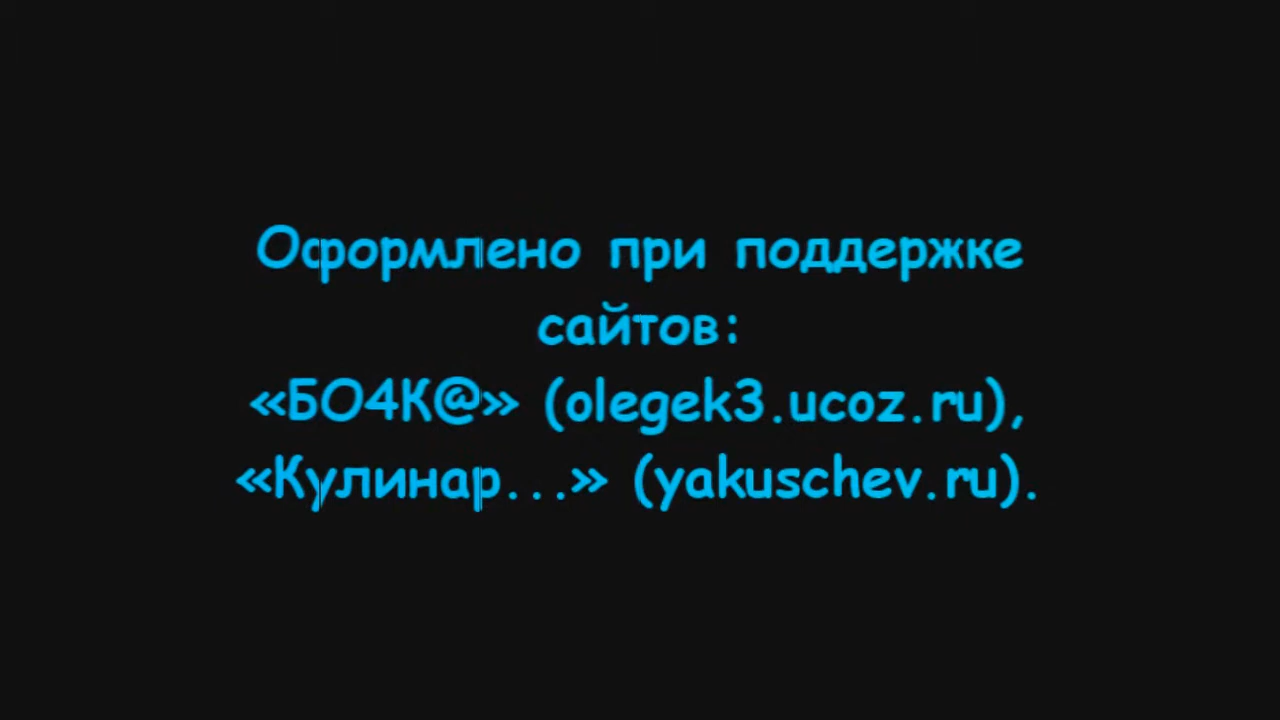 Оформлено при поддержке
сайтов:
«БО4К@» (olegek3.ucoz.ru),
«Кулинар...» (yakuschev.ru).